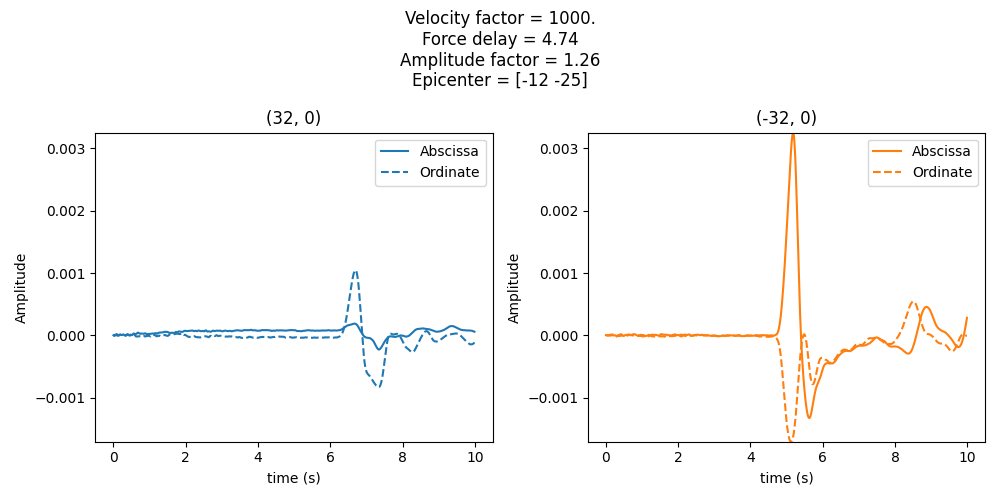 Velocity factor = 1000.
Force delay = 4.74
Amplitude factor = 1.26
Epicenter = [-12 -25]
(32, 0)
Abscissa
Ordinate
0.003
0.002
0.001
0.000
−0.001
Amplitude
0 2 4 6 8 10
time (s)
(-32, 0)
Abscissa
Ordinate
0.003
0.002
0.001
0.000
−0.001
Amplitude
0 2 4 6 8 10
time (s)